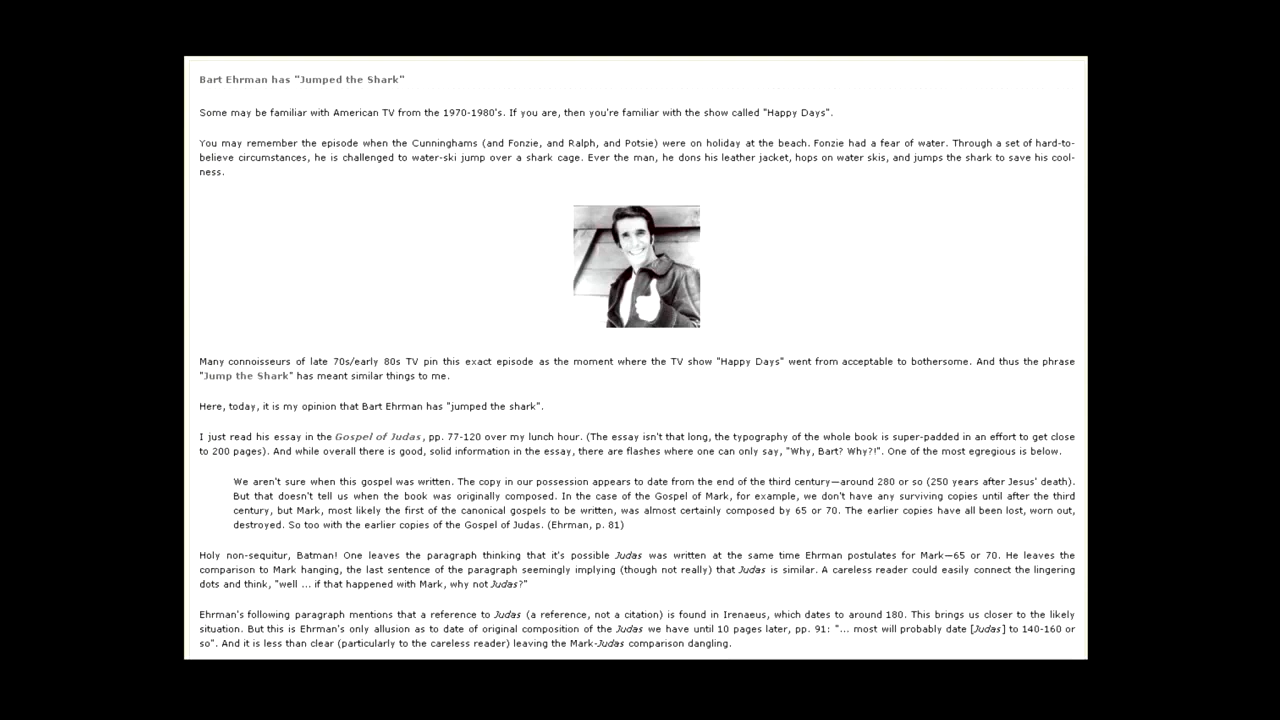 Bart Ehrman has "Jumped the Shark"
Some may be familiar with American TV from the 1970-1980's. If you are, then you're familiar with the show called "Happy Days".
You may remember the episode when the Cunninghams (and Fonzie, and Ralph, and Potsie) were on holiday at the beach. Fonzie had a fear of water. Through a set of hard-to-
believe circumstances, he is challenged to water-ski jump over a shark cage. Ever the man, he dons his leather jacket, hops on water skis, and jumps the shark to save his cool-
ness.
Many connoisseurs of late 70s/early 80s TV pin this exact episode as the moment where the TV show "Happy Days" went from acceptable to bothersome. And thus the phrase
"Jump the Shark" has meant similar things to me.
Here, today, it is my opinion that Bart Ehrman has "jumped the shark".
I just read his essay in the Gospel of Judas, pp. 77-120 over my lunch hour. (The essay isn't that long, the typography of the whole book is super-padded in an effort to get close
to 200 pages). And while overall there is good, solid information in the essay, there are flashes where one can only say, "Why, Bart? Why?!". One of the most egregious is below.
We aren't sure when this gospel was written. The copy in our possession appears to date from the end of the third century—around 280 or so (250 years after Jesus' death).
But that doesn't tell us when the book was originally composed. In the case of the Gospel of Mark, for example, we don't have any surviving copies until after the third
century, but Mark, most likely the first of the canonical gospels to be written, was almost certainly composed by 65 or 70. The earlier copies have all been lost, worn out,
destroyed. So too with the earlier copies of the Gospel of Judas. (Ehrman, p. 81)
Holy non-sequitur, Batman! One leaves the paragraph thinking that it's possible Judas was written at the same time Ehrman postulates for Mark—65 or 70. He leaves the
comparison to Mark hanging, the last sentence of the paragraph seemingly implying (though not really) that Judas is similar. A careless reader could easily connect the lingering
dots and think, "well ... if that happened with Mark, why not Judas?"
Ehrman's following paragraph mentions that a reference to Judas (a reference, not a citation) is found in Irenaeus, which dates to around 180. This brings us closer to the likely
situation. But this is Ehrman's only allusion as to date of original composition of the Judas we have until 10 pages later, pp. 91: "... most will probably date [Judas] to 140-160 or
so". And it is less than clear (particularly to the careless reader) leaving the Mark-Judas comparison dangling.